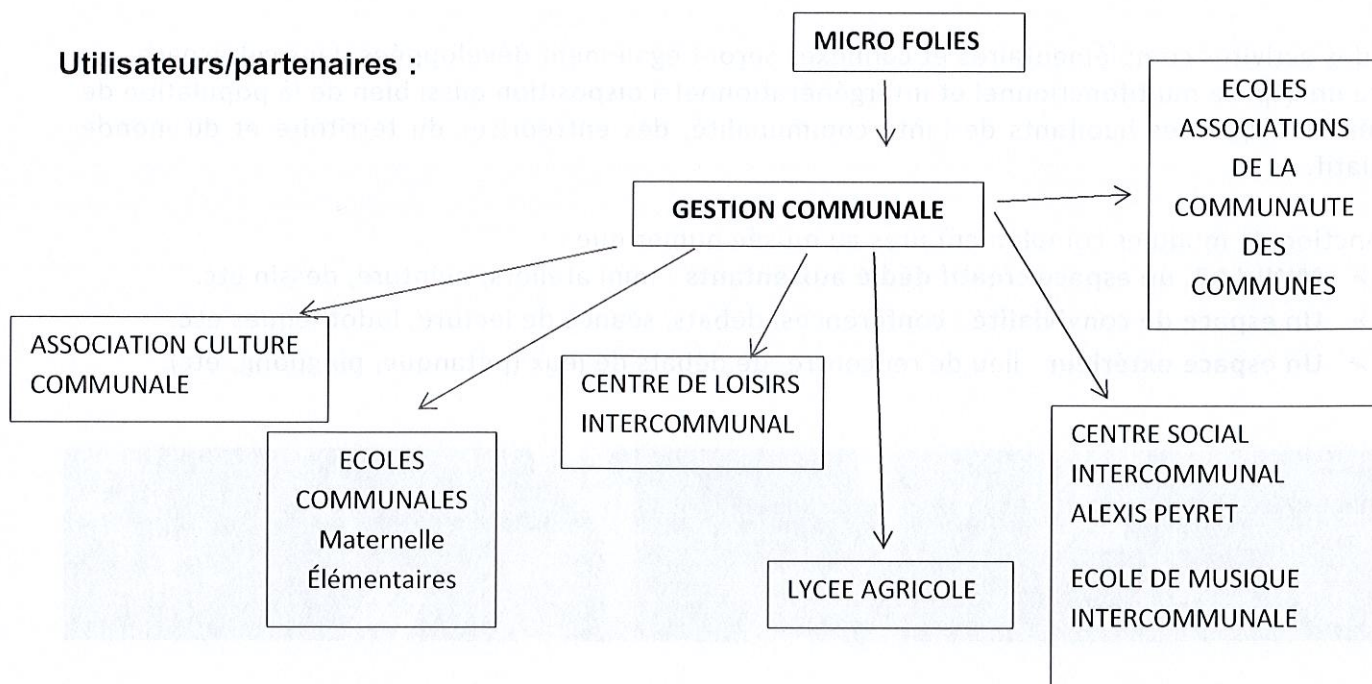 Utilisateurs/partenaires :
MICRO FOLIES
GESTION COMMUNALE
ECOLES
ASSOCIATIONS
DE LA
COMMUNAUTE
DES
COMMUNES
ASSOCIATION CULTURE
COMMUNALE
ECOLES
COMMUNALES
Maternelle
Élémentaires
CENTRE DE LOISIRS
INTERCOMMUNAL
LYCEE AGRICOLE
CENTRE SOCIAL
INTERCOMMUNAL
ALEXIS PEYRET
ECOLE DE MUSIQUE
INTERCOMMUNALE